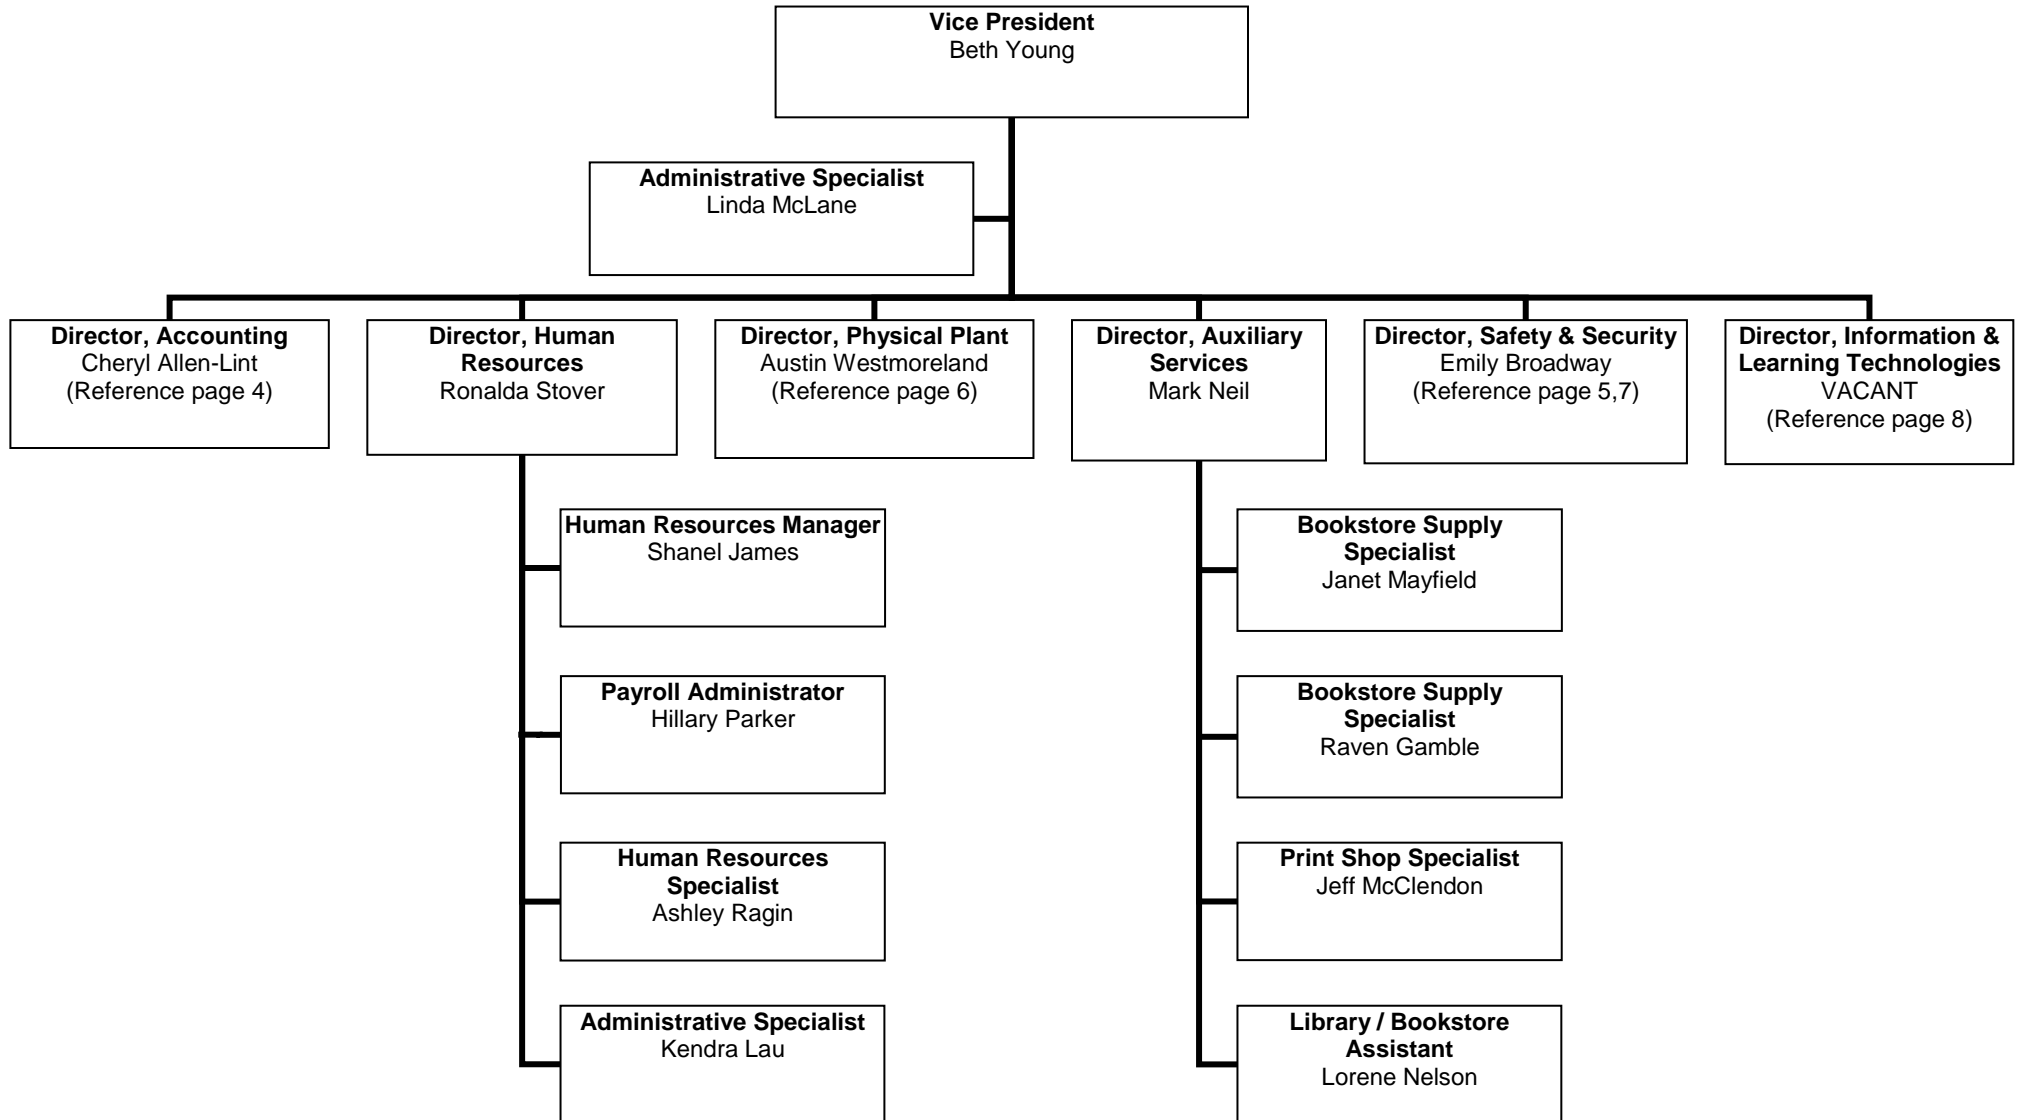 Vice President
Beth Young
Administrative Specialist
Linda McLane
Director, Accounting
Cheryl Allen-Lint
(Reference page 4)
Director, Human
Resources
Ronalda Stover
Director, Physical Plant
Austin Westmoreland
(Reference page 6)
Director, Auxiliary
Services
Mark Neil
Director, Safety & Security
Emily Broadway
(Reference page 5,7)
Director, Information &
Learning Technologies
VACANT
(Reference page 8)
Human Resources Manager
Shanel James
Payroll Administrator
Hillary Parker
Human Resources
Specialist
Ashley Ragin
Administrative Specialist
Kendra Lau
Bookstore Supply
Specialist
Janet Mayfield
Bookstore Supply
Specialist
Raven Gamble
Print Shop Specialist
Jeff McClendon
Library / Bookstore
Assistant
Lorene Nelson